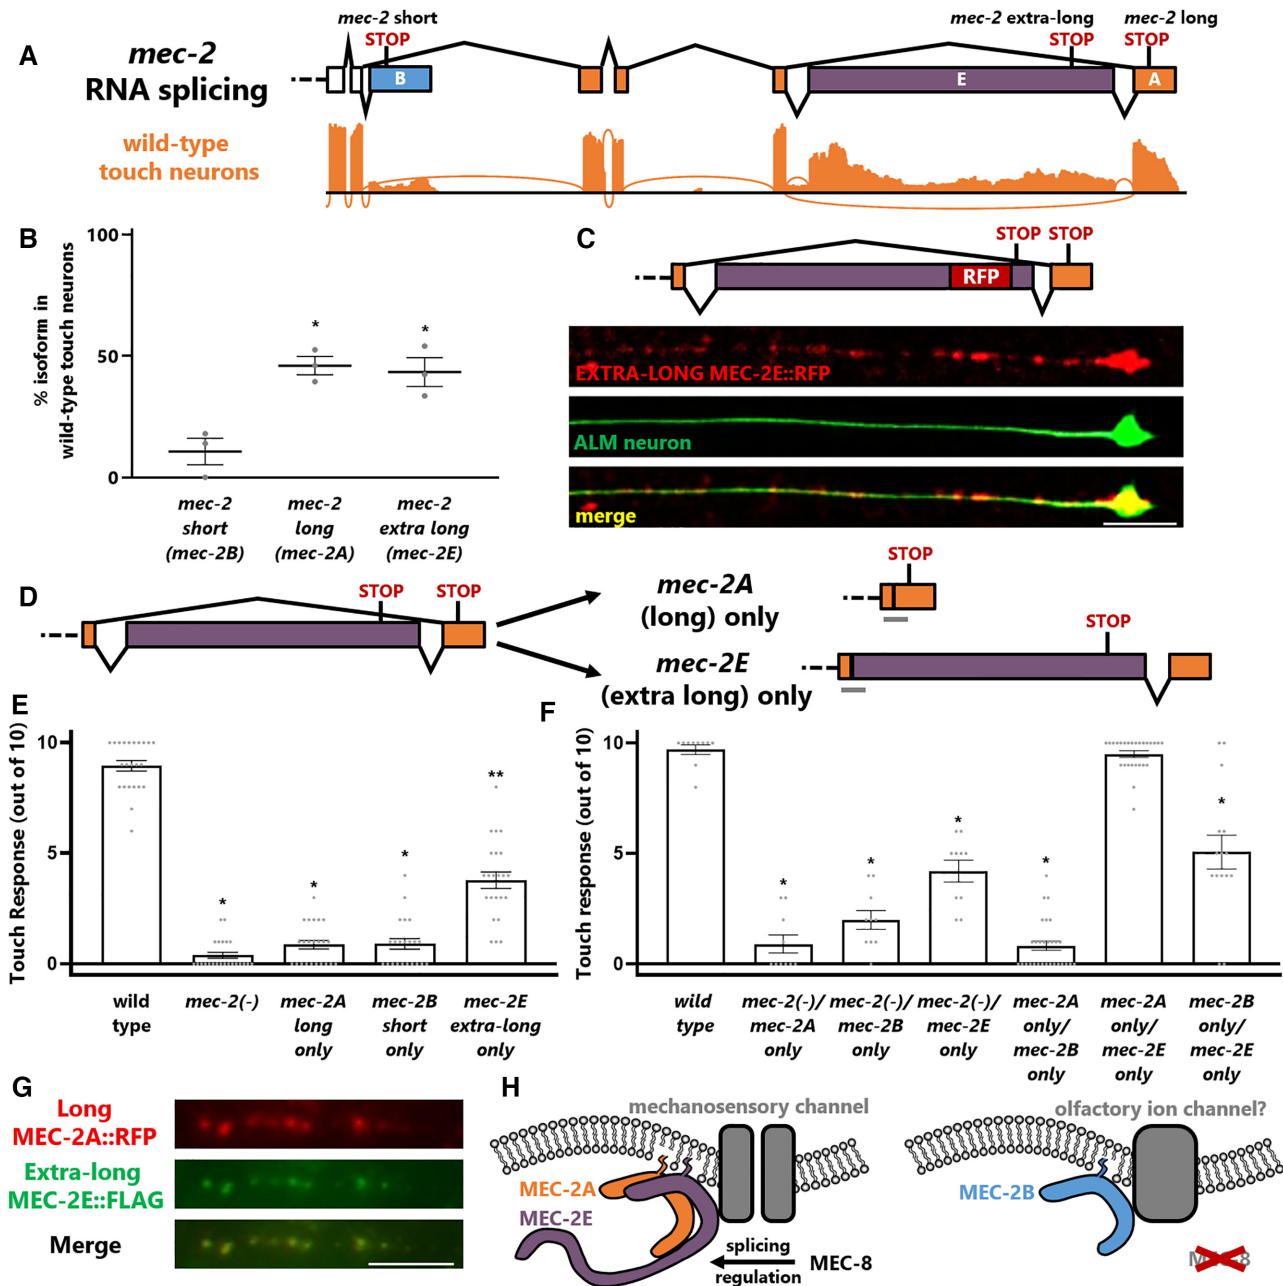 A
mec-2
RNA splicing
mec-2 short
STOP
B
mec-2 extra-long
STOP
E
mec-2 long
STOP
A
wild-type
touch neurons
B
% isoform in
wild-type touch neurons
100
50
0
mec-2
short
(mec-2B)
mec-2
long
(mec-2A)
mec-2
extra long
(mec-2E)
*
*
C
STOP
STOP
RFP
EXTRA-LONG MEC-2E::RFP
ALM neuron
merge
D
STOP
STOP
mec-2A
(long) only
STOP
mec-2E
(extra long) only
STOP
E
Touch Response (out of 10)
10
5
0
*
*
*
**
wild
type
mec-2(-)
mec-2A
long
only
mec-2B
short
only
mec-2E
extra-long
only
F
Touch response (out of 10)
10
5
0
*
*
*
*
*
wild
type
mec-2(-)/
mec-2A
only
mec-2(-)/
mec-2B
only
mec-2(-)/
mec-2E
only
mec-2A
only/
mec-2B
only
mec-2A
only/
mec-2E
only
mec-2B
only/
mec-2E
only
G
Long
MEC-2A::RFP
Extra-long
MEC-2E::FLAG
Merge
H
mechanosensory channel
MEC-2A
MEC-2E
splicing
regulation
MEC-8
olfactory ion channel?
MEC-2B